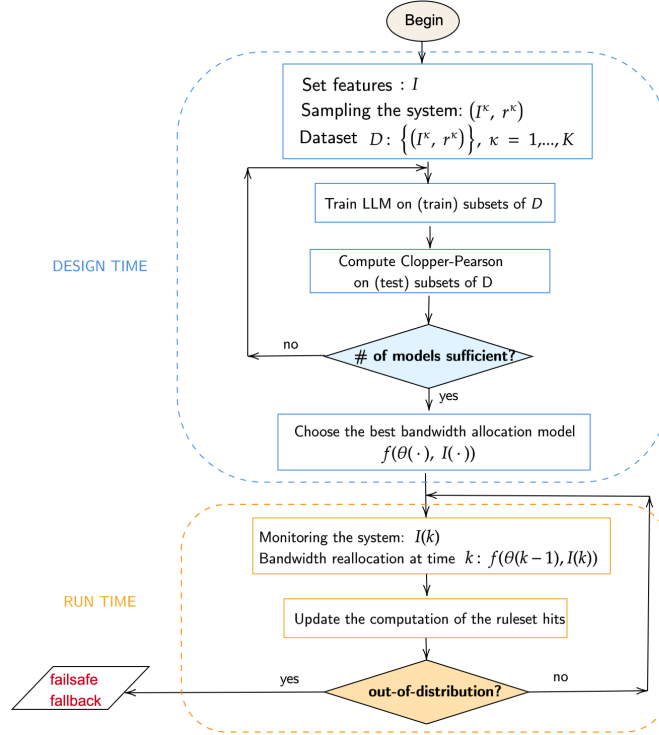 Begin
Set features : I
Sampling the system: (I^κ, r^κ)
Dataset D: {(I^κ, r^κ)}, κ = 1,..., K
Train LLM on (train) subsets of D
Compute Clopper-Pearson
on (test) subsets of D
DESIGN TIME
no
# of models sufficient?
yes
Choose the best bandwidth allocation model
f(θ(·), I(·))
Monitoring the system: I(k)
Bandwidth reallocation at time k: f(θ(k−1), I(k))
RUN TIME
Update the computation of the ruleset hits
failsafe
fallback
yes
out-of-distribution?
no